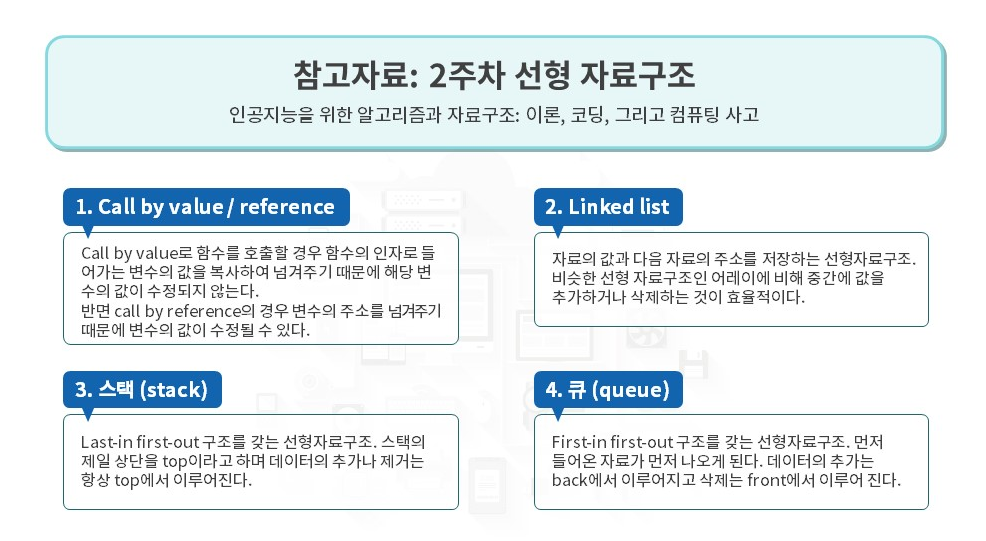 참고자료: 2주차 선형 자료구조
인공지능을 위한 알고리즘과 자료구조: 이론, 코딩, 그리고 컴퓨팅 사고
1. Call by value / reference
Call by value로 함수를 호출할 경우 함수의 인자로 들
어가는 변수의 값을 복사하여 넘겨주기 때문에 해당 변
수의 값이 수정되지 않는다.
반면 call by reference의 경우 변수의 주소를 넘겨주기
때문에 변수의 값이 수정될 수 있다.
2. Linked list
자료의 값과 다음 자료의 주소를 저장하는 선형자료구조.
비슷한 선형 자료구조인 어레이에 비해 중간에 값을
추가하거나 삭제하는 것이 효율적이다.
3. 스택 (stack)
Last-in first-out 구조를 갖는 선형자료구조. 스택의
제일 상단을 top이라고 하며 데이터의 추가나 제거는
항상 top에서 이루어진다.
4. 큐 (queue)
First-in first-out 구조를 갖는 선형자료구조. 먼저
들어온 자료가 먼저 나오게 된다. 데이터의 추가는
back에서 이루어지고 삭제는 front에서 이루어 진다.